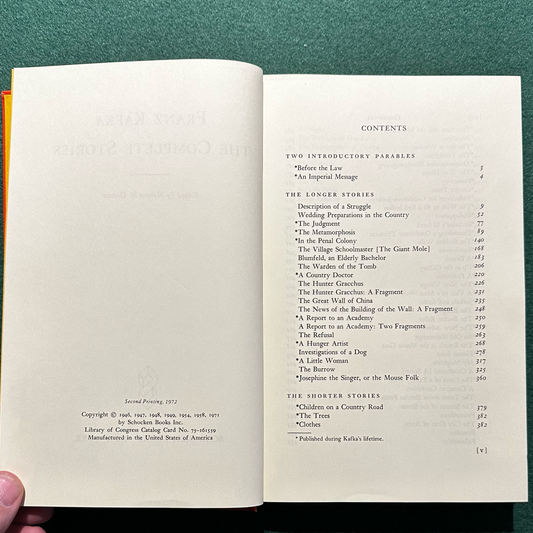 FRANZ KAFKA
THE COMPLETE STORIES
Second Printing, 1972
Copyright © 1946, 1947, 1948, 1949, 1954, 1958, 1971
by Schocken Books Inc.
Library of Congress Catalog Card No. 75-161559
Manufactured in the United States of America
CONTENTS
TWO INTRODUCTORY PARABLES
*Before the Law 3
*An Imperial Message 4
THE LONGER STORIES
Description of a Struggle 9
Wedding Preparations in the Country 52
*The Judgment 77
*The Metamorphosis 89
*In the Penal Colony 140
The Village Schoolmaster [The Giant Mole] 168
Blumfeld, an Elderly Bachelor 183
The Warden of the Tomb 206
*A Country Doctor 220
The Hunter Gracchus 226
The Hunter Gracchus: A Fragment 231
The Great Wall of China 235
The News of the Building of the Wall: A Fragment 248
*A Report to an Academy 250
A Report to an Academy: Two Fragments 259
The Refusal 263
*A Hunger Artist 268
Investigations of a Dog 278
*A Little Woman 317
The Burrow 325
*Josephine the Singer, or the Mouse Folk 360
THE SHORTER STORIES
*Children on a Country Road 379
*The Trees 382
*Clothes 382
* Published during Kafka's lifetime.
[v]